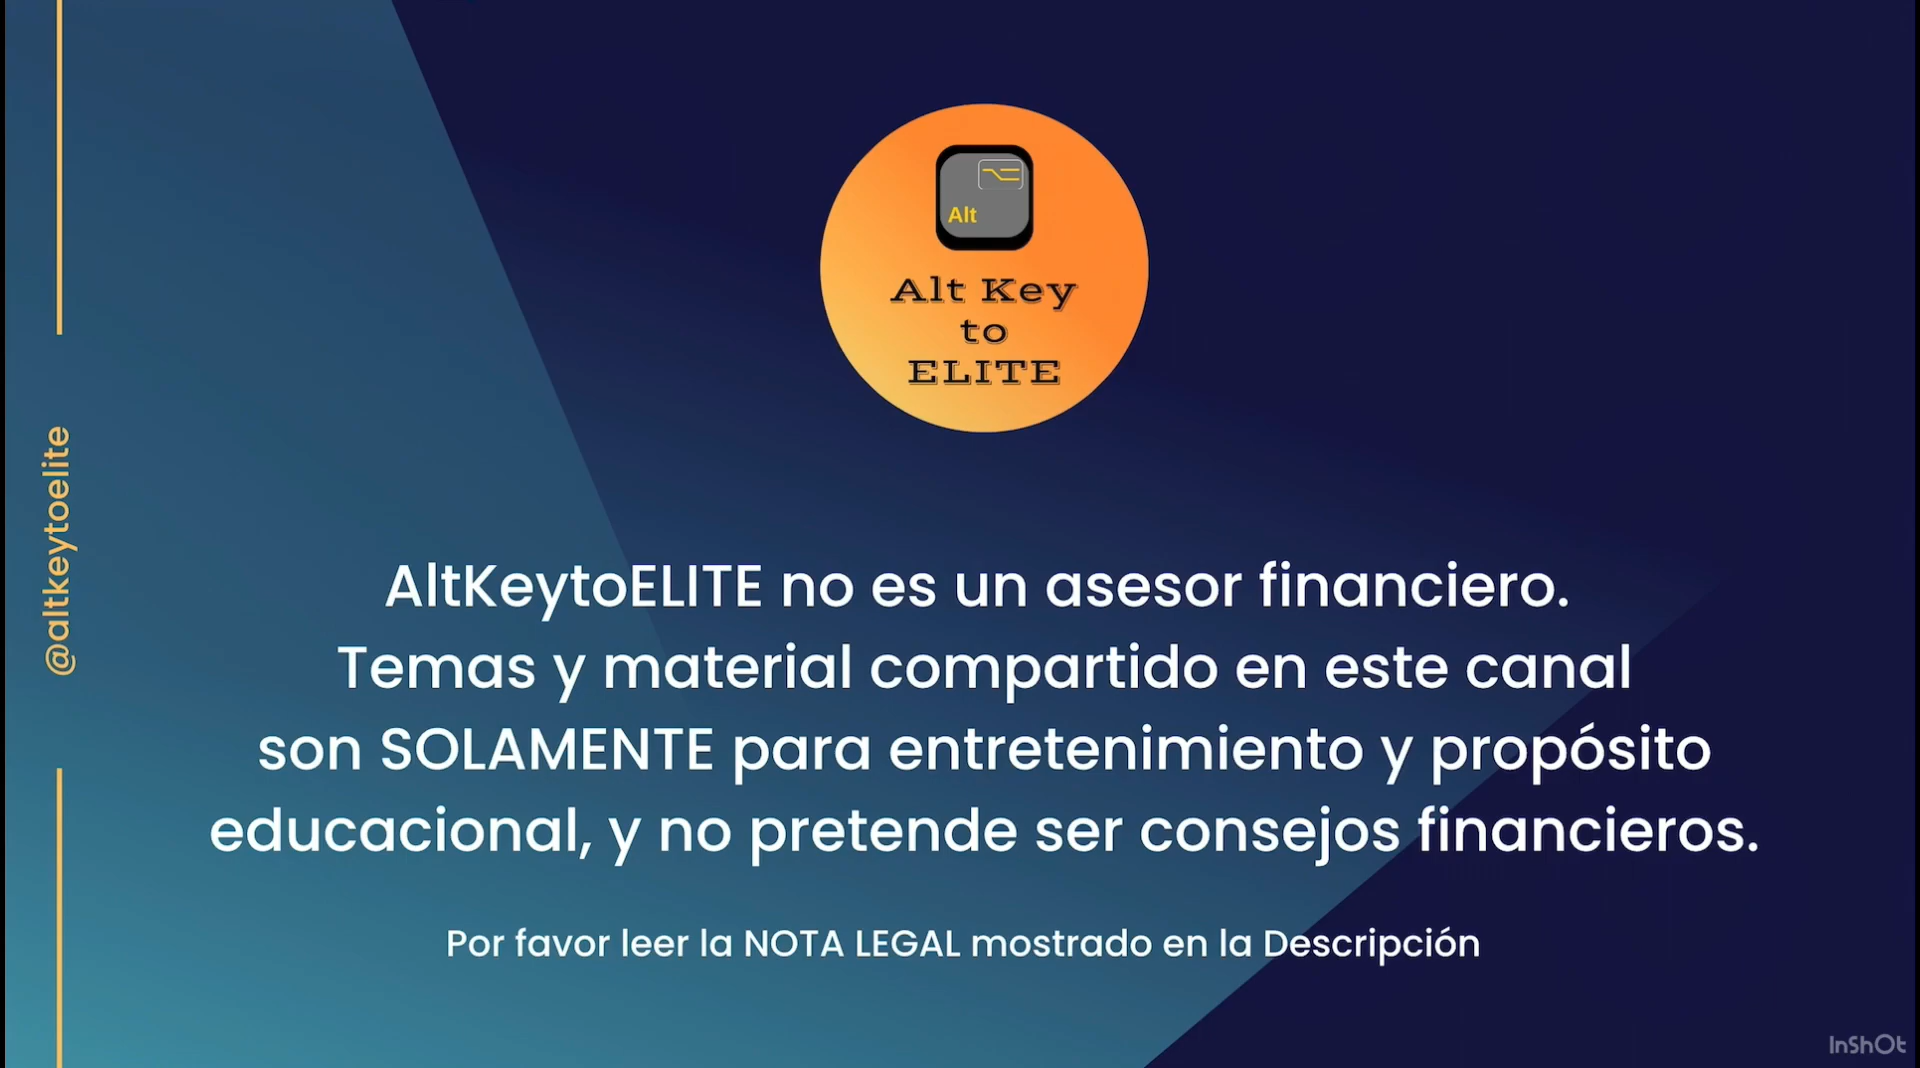 Alt
Alt Key
to
ELITE
@altkeytoelite
AltKeytoELITE no es un asesor financiero.
Temas y material compartido en este canal
son SOLAMENTE para entretenimiento y propósito
educacional, y no pretende ser consejos financieros.
Por favor leer la NOTA LEGAL mostrado en la Descripción
InShOt